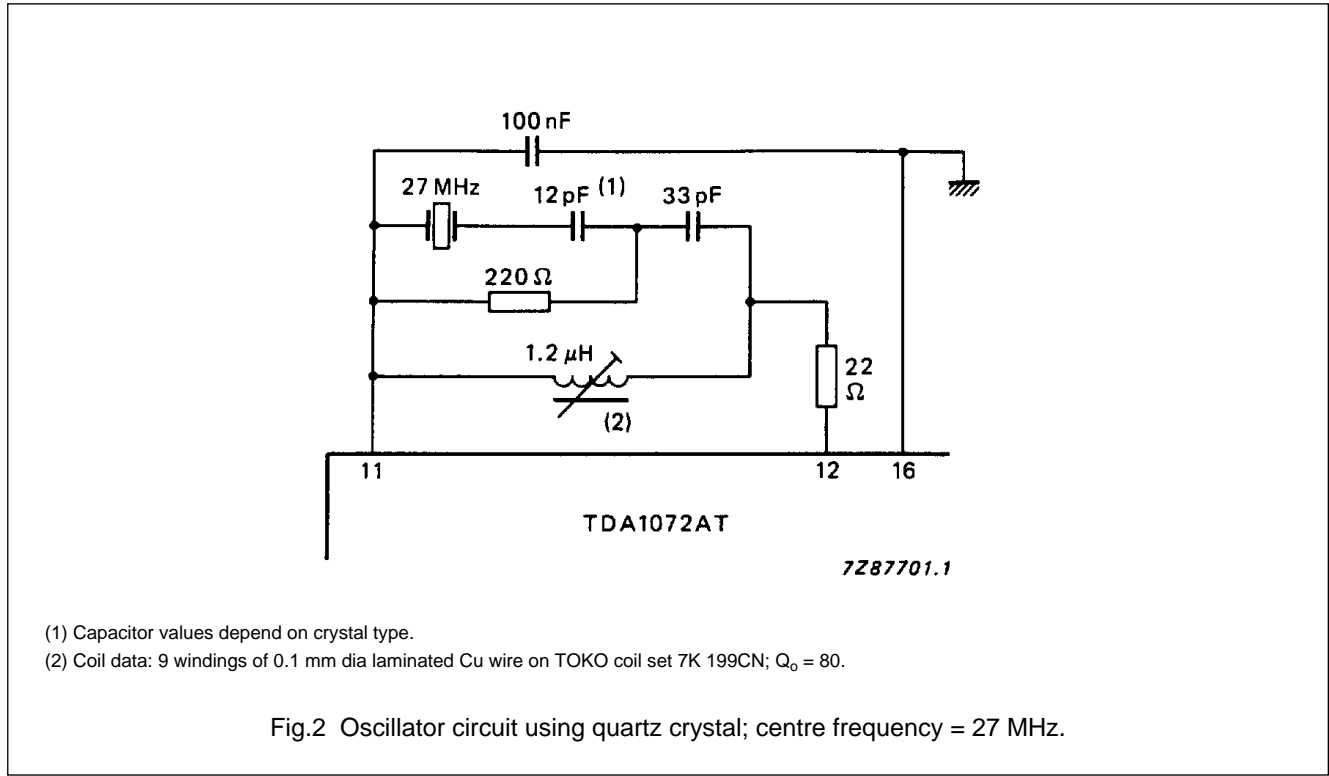 100 nF
27 MHz
12 pF (1)
33 pF
220 Ω
1.2 μH
(2)
22
Ω
11
12
16
TDA1072AT
7Z87701.1
(1) Capacitor values depend on crystal type.
(2) Coil data: 9 windings of 0.1 mm dia laminated Cu wire on TOKO coil set 7K 199CN; Qo = 80.
Fig.2 Oscillator circuit using quartz crystal; centre frequency = 27 MHz.